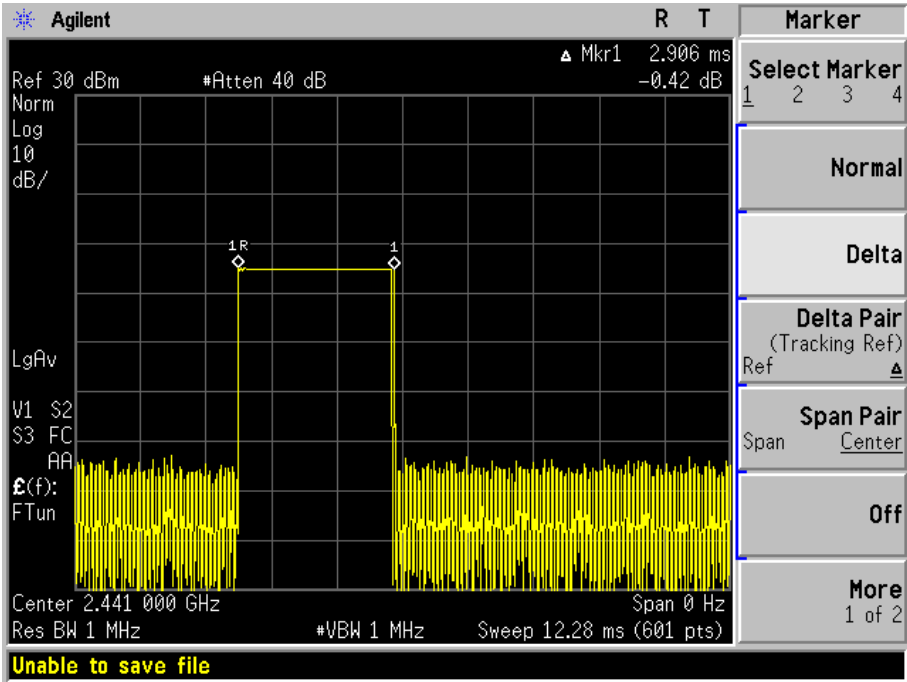 Agilent R T
Δ Mkr1 2.906 ms
Ref 30 dBm #Atten 40 dB -0.42 dB
Norm
Log
10
dB/
1R
1
LgAv
V1 S2
S3 FC
AA
£(f):
FTun
Center 2.441 000 GHz Span 0 Hz
Res BW 1 MHz #VBW 1 MHz Sweep 12.28 ms (601 pts)
Unable to save file
Marker
Select Marker
1 2 3 4
Normal
Delta
Delta Pair
(Tracking Ref)
Ref Δ
Span Pair
Span Center
Off
More
1 of 2